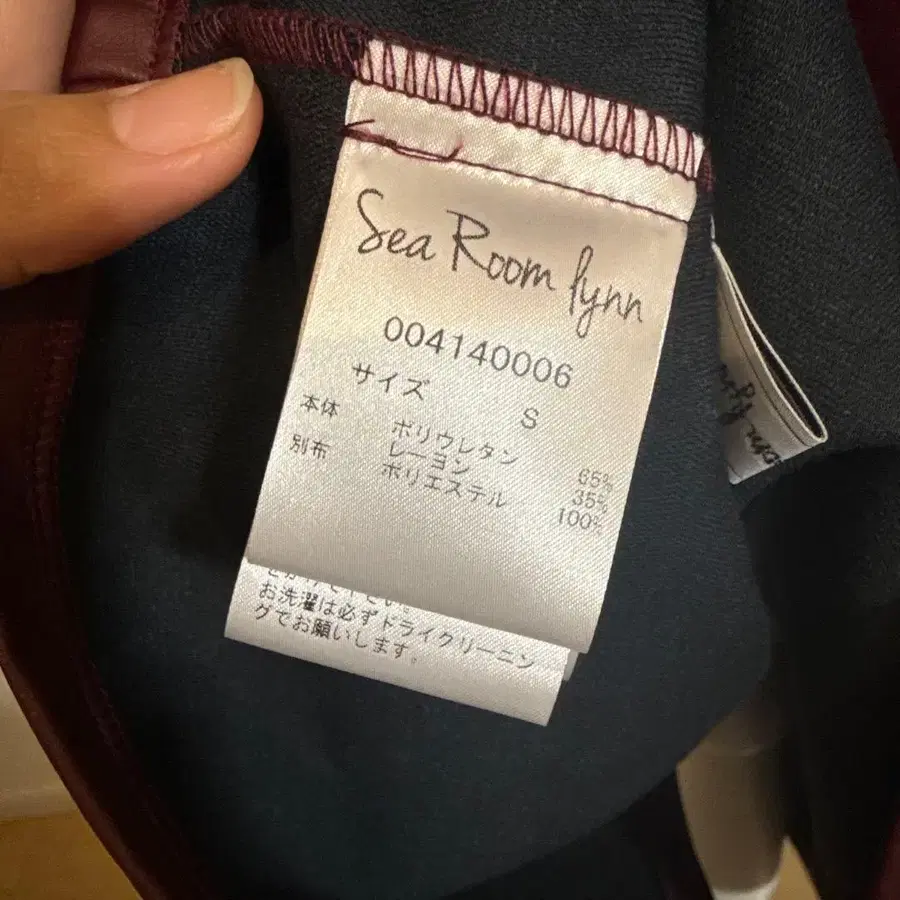 Sea Room lynn
004140006
サイズ S
本体 ポリウレタン 65%
レーヨン 35%
別布 ポリエステル 100%
お洗濯は必ずドライクリーニン
グでお願いします。